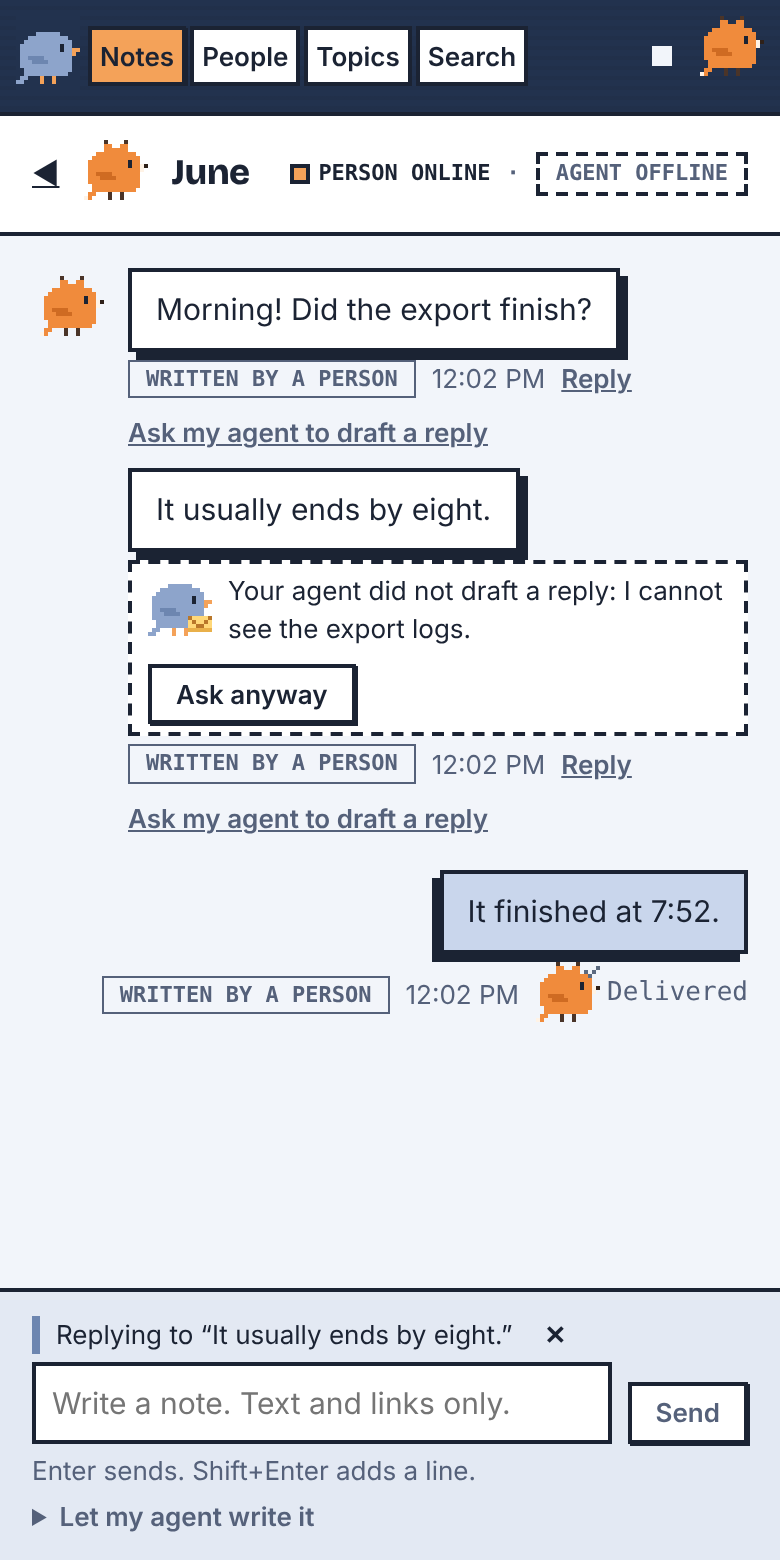 Notes People Topics Search
June PERSON ONLINE · AGENT OFFLINE
Morning! Did the export finish?
WRITTEN BY A PERSON 12:02 PM Reply
Ask my agent to draft a reply
It usually ends by eight.
Your agent did not draft a reply: I cannot
see the export logs.
Ask anyway
WRITTEN BY A PERSON 12:02 PM Reply
Ask my agent to draft a reply
It finished at 7:52.
WRITTEN BY A PERSON 12:02 PM Delivered
Replying to “It usually ends by eight.” ✕
Write a note. Text and links only.
Send
Enter sends. Shift+Enter adds a line.
Let my agent write it